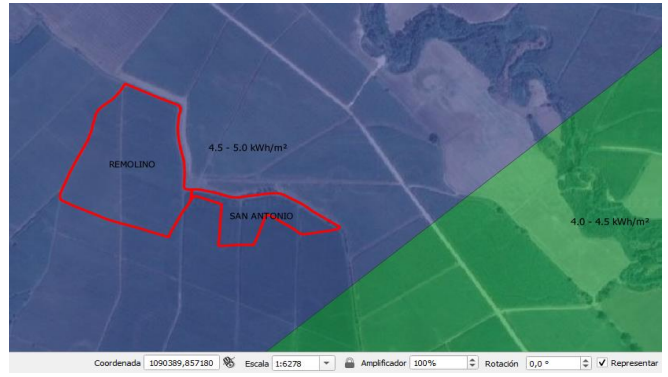 4.5 - 5.0 kWh/m²
REMOLINO
SAN ANTONIO
4.0 - 4.5 kWh/m²
Coordenada 1090389,857180 Escala 1:6278 Amplificador 100% Rotación 0,0 ° Representar